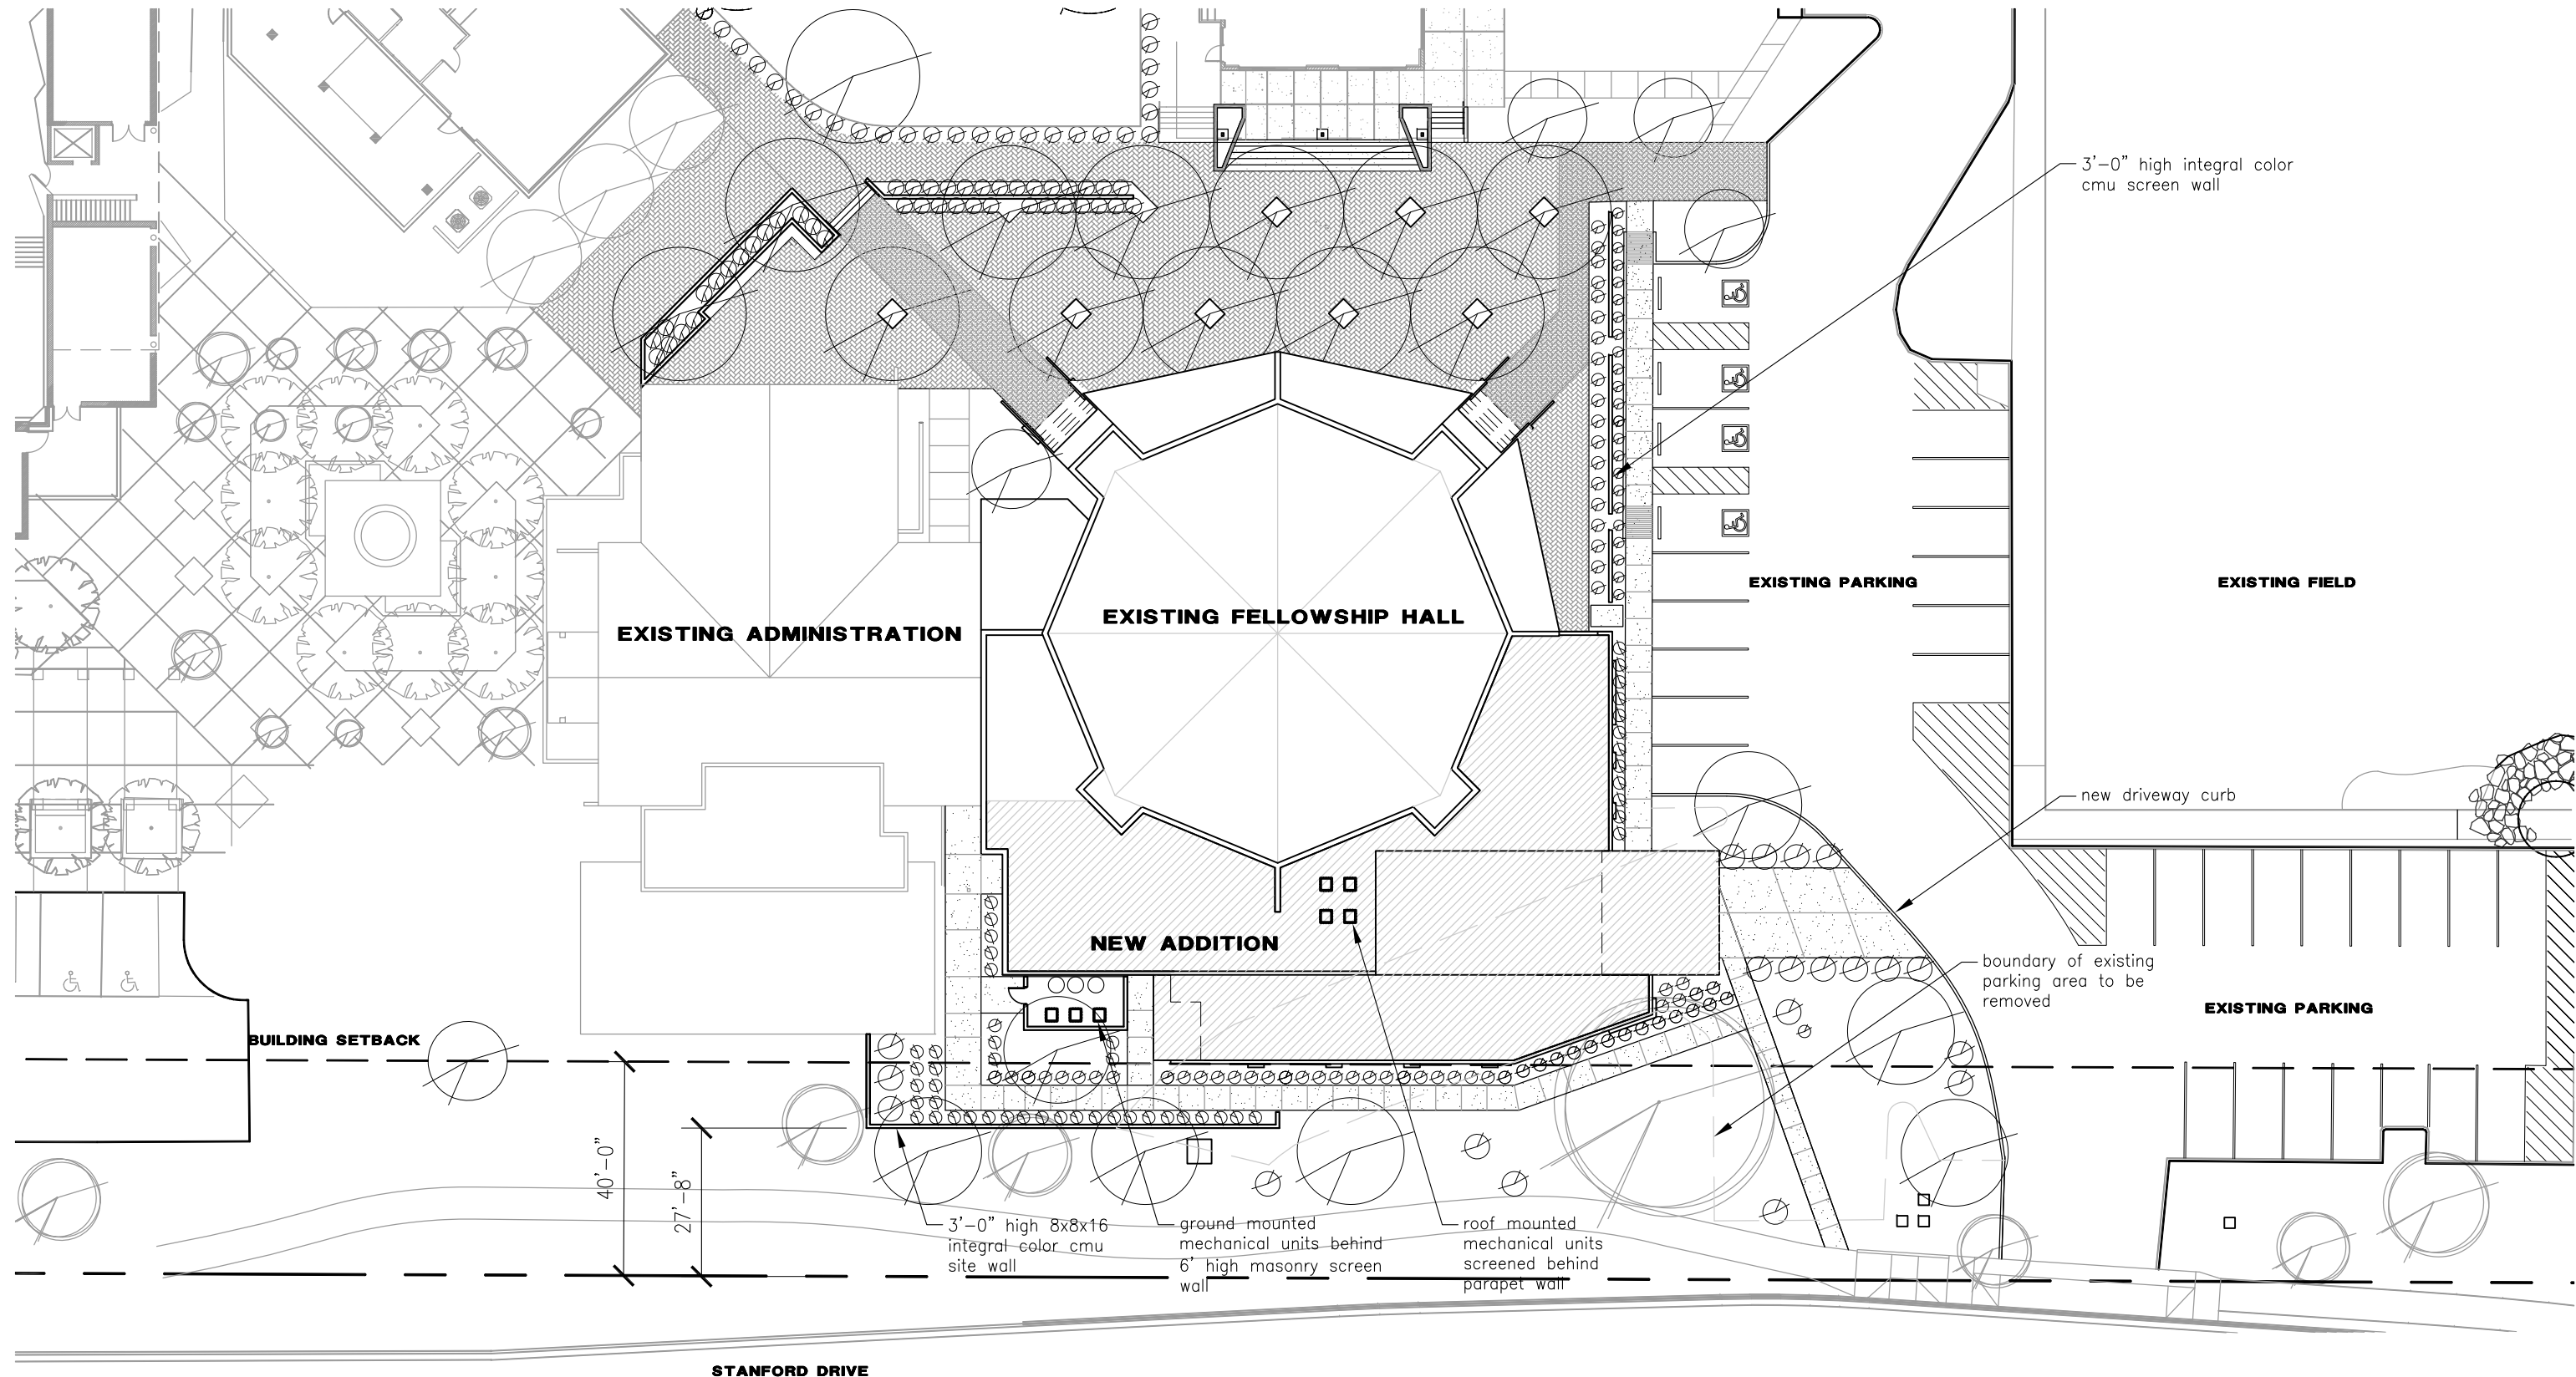 3'-0" high integral color
cmu screen wall
EXISTING PARKING
EXISTING FIELD
EXISTING FELLOWSHIP HALL
EXISTING ADMINISTRATION
new driveway curb
NEW ADDITION
boundary of existing
parking area to be
removed
EXISTING PARKING
BUILDING SETBACK
40'-0"
27'-8"
3'-0" high 8x8x16
integral color cmu
site wall
ground mounted
mechanical units behind
6' high masonry screen
wall
roof mounted
mechanical units
screened behind
parapet wall
STANFORD DRIVE